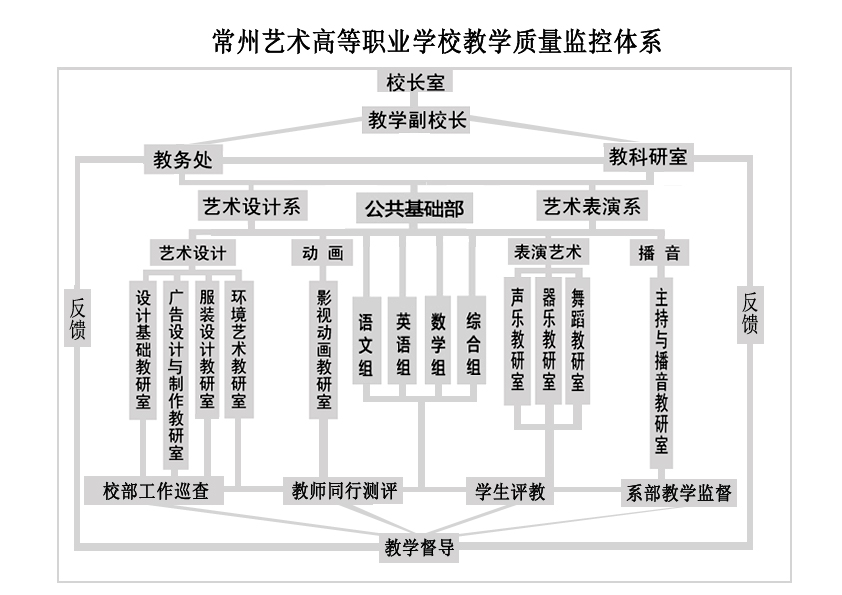 常州艺术高等职业学校教学质量监控体系
校长室
教学副校长
教务处
教科研室
艺术设计系
公共基础部
艺术表演系
艺术设计
动 画
表演艺术
播 音
反馈
设计基础教研室
广告设计与制作教研室
服装设计教研室
环境艺术教研室
影视动画教研室
语文组
英语组
数学组
综合组
声乐教研室
器乐教研室
舞蹈教研室
主持与播音教研室
反馈
校部工作巡查
教师同行测评
学生评教
系部教学监督
教学督导